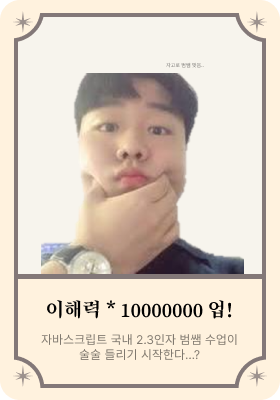 이해력 * 10000000 업!
자바스크립트 국내 2.3인자 범쌤 수업이
술술 들리기 시작한다...?